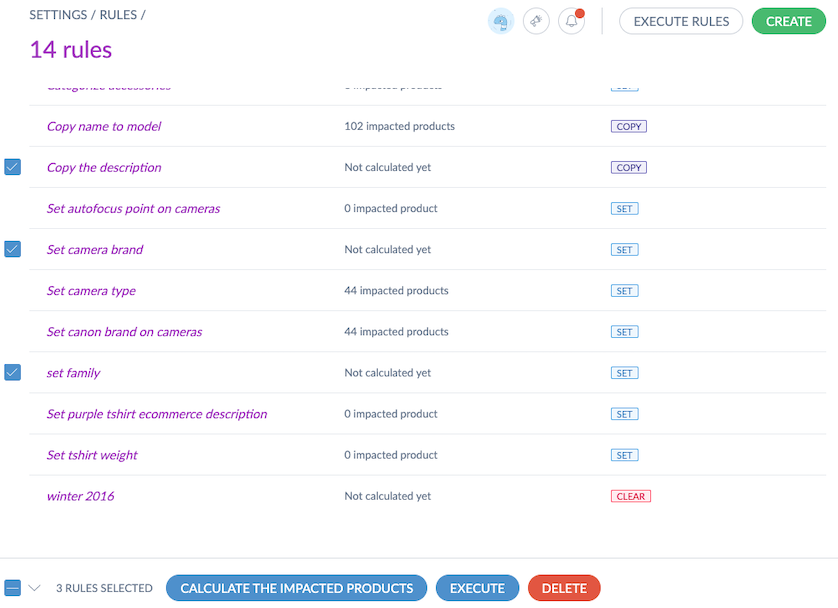 SETTINGS / RULES /
EXECUTE RULES
CREATE
14 rules
Copy name to model 102 impacted products COPY
Copy the description Not calculated yet COPY
Set autofocus point on cameras 0 impacted product SET
Set camera brand Not calculated yet SET
Set camera type 44 impacted products SET
Set canon brand on cameras 44 impacted products SET
set family Not calculated yet SET
Set purple tshirt ecommerce description 0 impacted product SET
Set tshirt weight 0 impacted product SET
winter 2016 Not calculated yet CLEAR
3 RULES SELECTED CALCULATE THE IMPACTED PRODUCTS EXECUTE DELETE